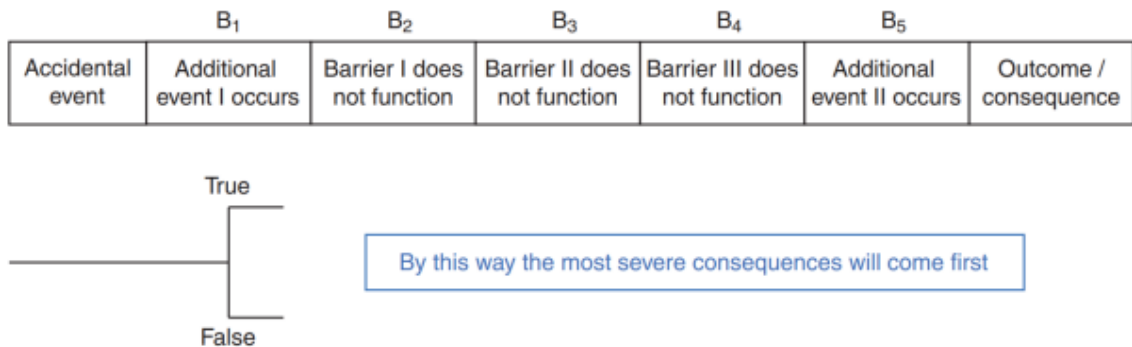 B₁ B₂ B₃ B₄ B₅
Accidental event
Additional event I occurs
Barrier I does not function
Barrier II does not function
Barrier III does not function
Additional event II occurs
Outcome / consequence
True
By this way the most severe consequences will come first
False